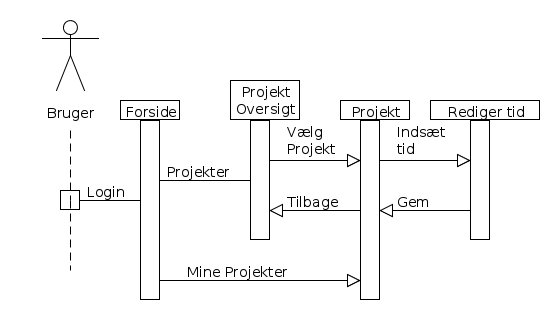 Bruger
Forside
Projekt
Oversigt
Projekt
Rediger tid
Vælg
Projekt
Indsæt
tid
Projekter
Login
Tilbage
Gem
Mine Projekter